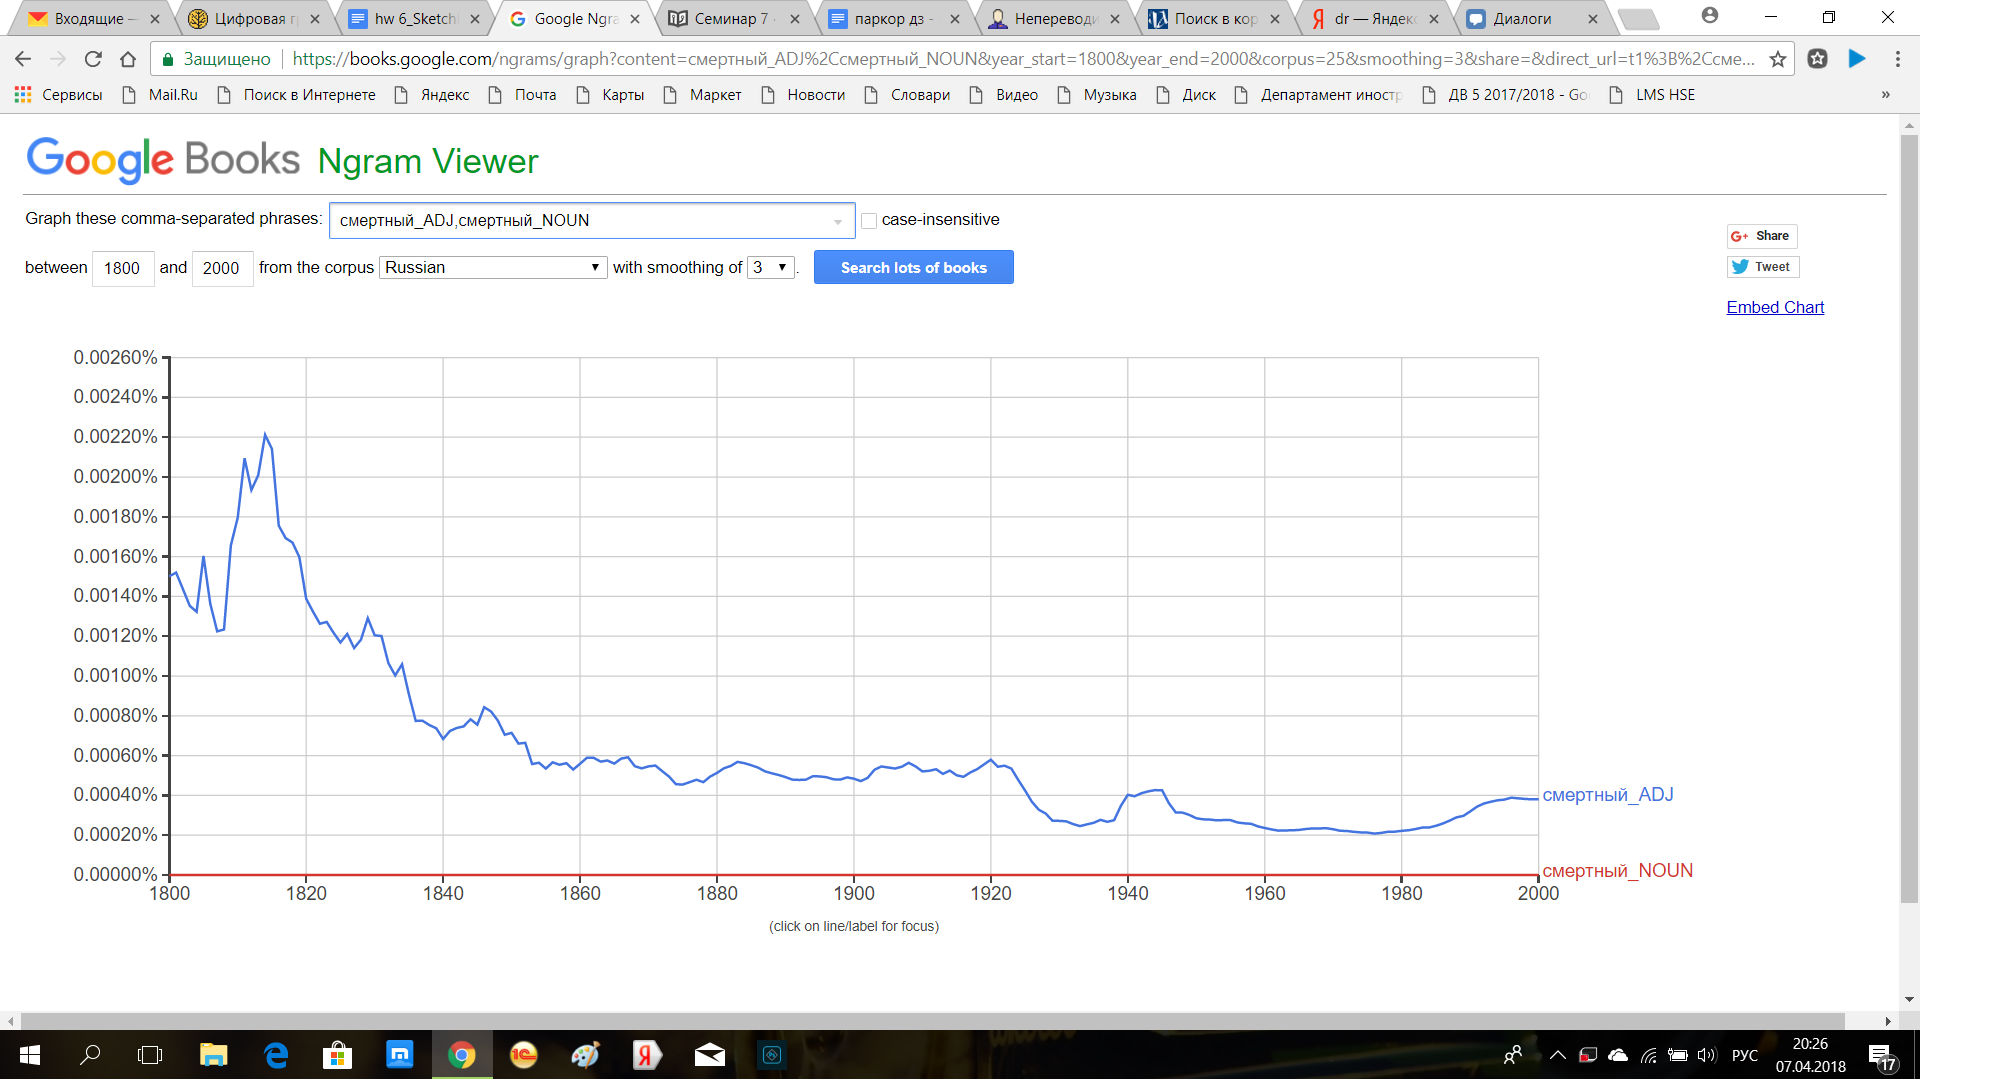 Входящие — Цифровая г hw 6_Sketch Google Ngra Семинар 7 - паркор дз - Непереводи Поиск в кор dr — Яндекс Диалоги
Защищено https://books.google.com/ngrams/graph?content=смертный_ADJ%2Cсмертный_NOUN&year_start=1800&year_end=2000&corpus=25&smoothing=3&share=&direct_url=t1%3B%2Cсме...
Сервисы Mail.Ru Поиск в Интернете Яндекс Почта Карты Маркет Новости Словари Видео Музыка Диск Департамент иностр ДВ 5 2017/2018 - Go LMS HSE »
Google Books Ngram Viewer
Graph these comma-separated phrases: смертный_ADJ,смертный_NOUN case-insensitive
G+ Share
between 1800 and 2000 from the corpus Russian with smoothing of 3 . Search lots of books
Tweet
Embed Chart
0.00260%
0.00240%
0.00220%
0.00200%
0.00180%
0.00160%
0.00140%
0.00120%
0.00100%
0.00080%
0.00060%
0.00040% смертный_ADJ
0.00020%
0.00000% смертный_NOUN
1800 1820 1840 1860 1880 1900 1920 1940 1960 1980 2000
(click on line/label for focus)
РУС 20:26
07.04.2018 17